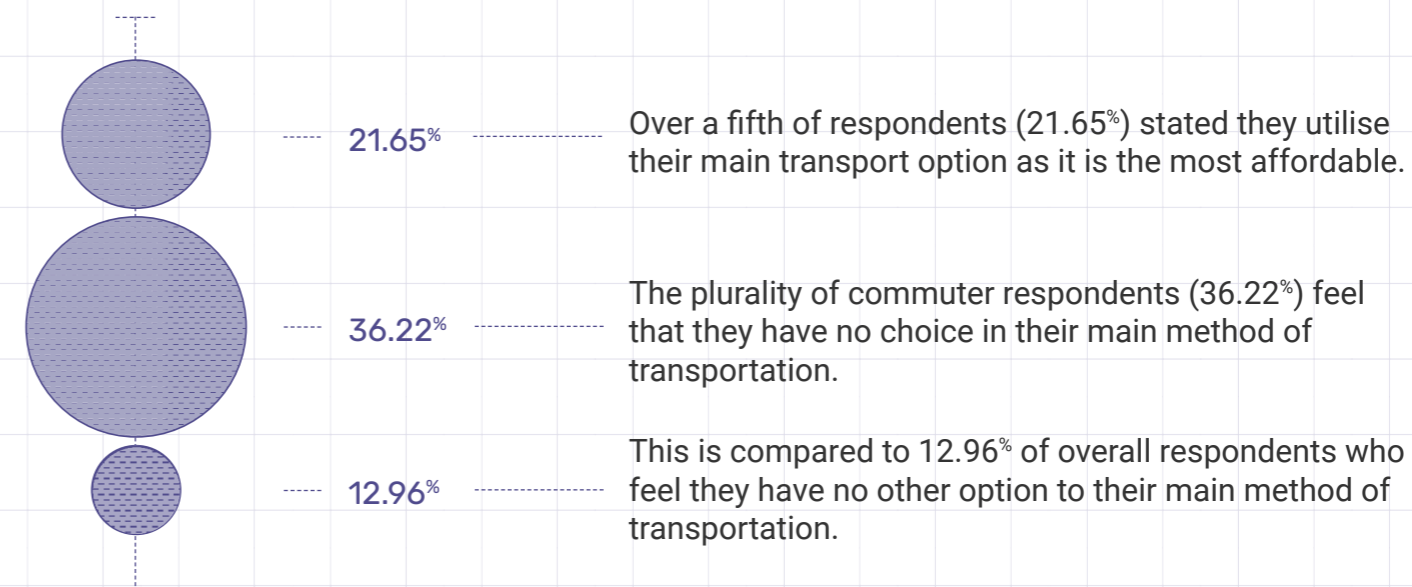 21.65%
Over a fifth of respondents (21.65%) stated they utilise
their main transport option as it is the most affordable.
36.22%
The plurality of commuter respondents (36.22%) feel
that they have no choice in their main method of
transportation.
12.96%
This is compared to 12.96% of overall respondents who
feel they have no other option to their main method of
transportation.